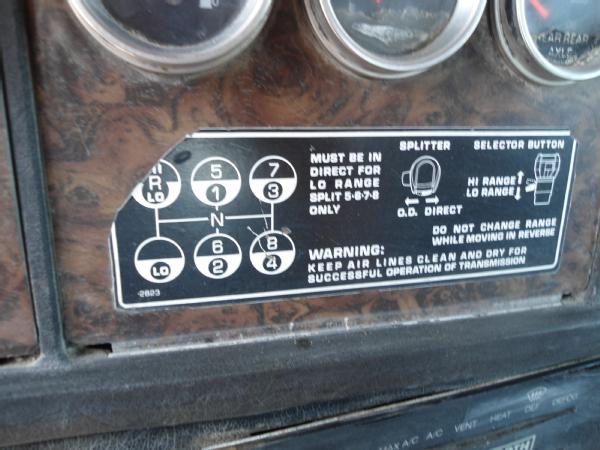 REAR REAR
AXLE
HI
R
LO
5
1
7
3
N
LO
6
2
8
4
2823
MUST BE IN
DIRECT FOR
LO RANGE
SPLIT 5-6-7-8
ONLY
SPLITTER
O.D. DIRECT
SELECTOR BUTTON
HI RANGE
LO RANGE
DO NOT CHANGE RANGE
WHILE MOVING IN REVERSE
WARNING:
KEEP AIR LINES CLEAN AND DRY FOR
SUCCESSFUL OPERATION OF TRANSMISSION
MAX A/C A/C VENT HEAT DEF DEFOG